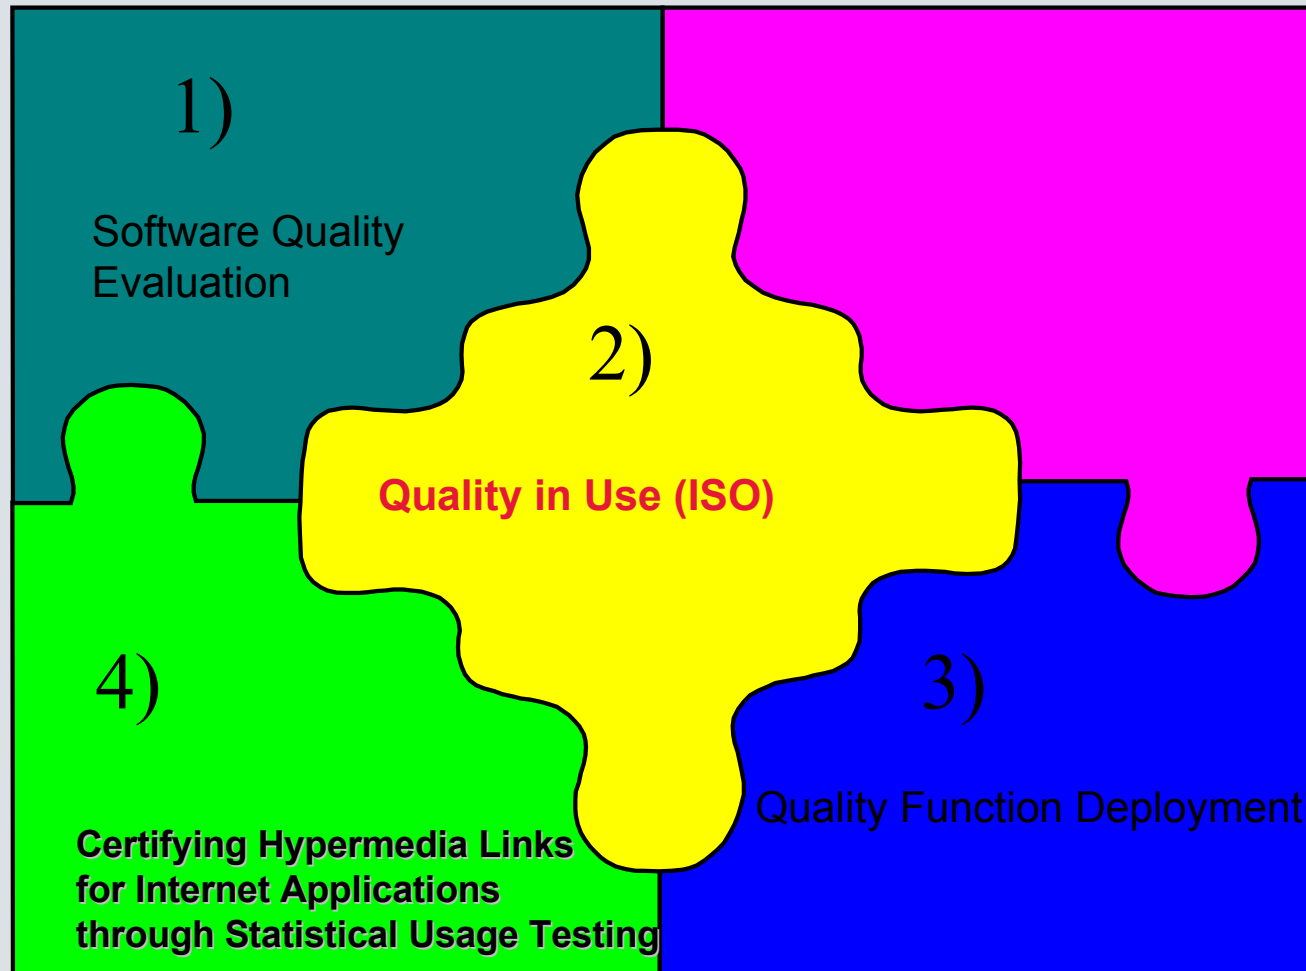 1)
Software Quality
Evaluation
2)
Quality in Use (ISO)
3)
Quality Function Deployment
4)
Certifying Hypermedia Links
for Internet Applications
through Statistical Usage Testing